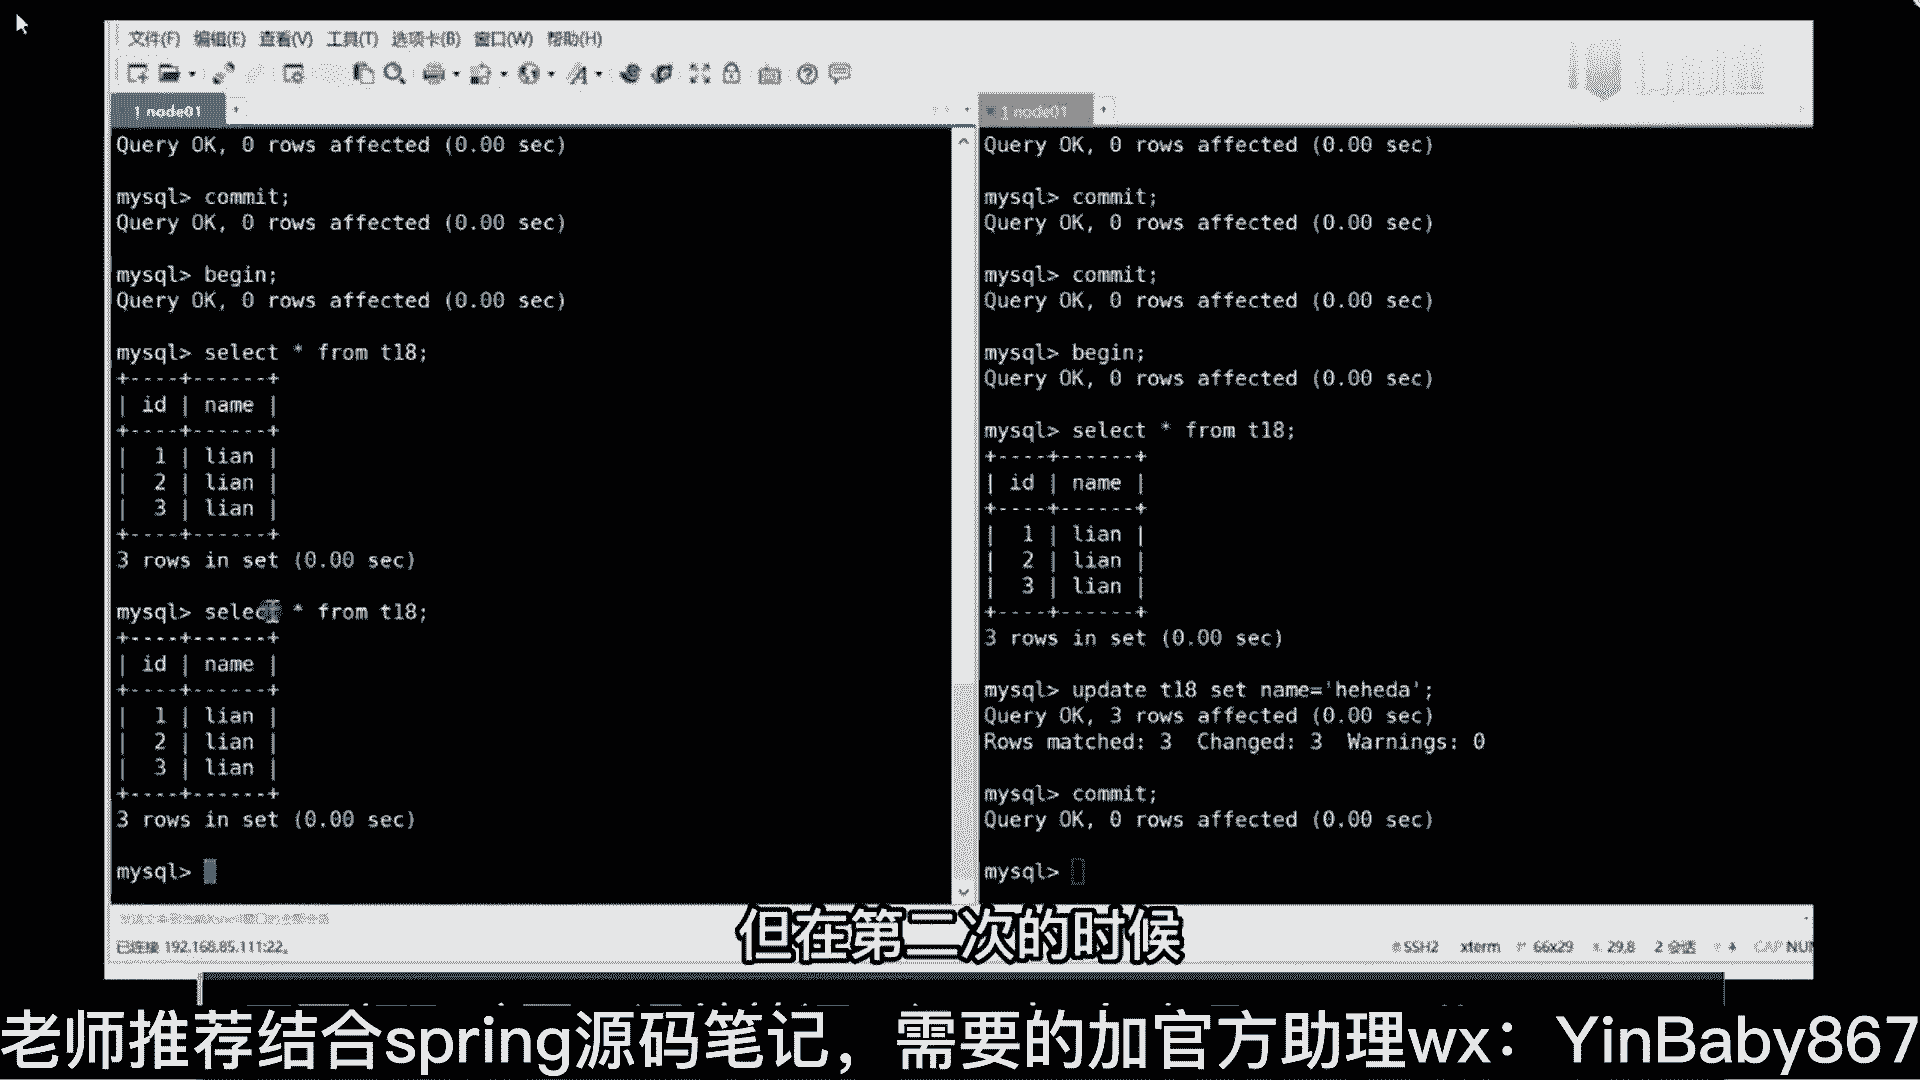 文件(F) 编辑(E) 查看(V) 工具(T) 选项卡(B) 窗口(W) 帮助(H)
1 node01
Query OK, 0 rows affected (0.00 sec)
mysql> commit;
Query OK, 0 rows affected (0.00 sec)
mysql> begin;
Query OK, 0 rows affected (0.00 sec)
mysql> select * from t18;
+----+------+
| id | name |
+----+------+
| 1 | lian |
| 2 | lian |
| 3 | lian |
+----+------+
3 rows in set (0.00 sec)
mysql> select * from t18;
+----+------+
| id | name |
+----+------+
| 1 | lian |
| 2 | lian |
| 3 | lian |
+----+------+
3 rows in set (0.00 sec)
mysql>
1 node01
Query OK, 0 rows affected (0.00 sec)
mysql> commit;
Query OK, 0 rows affected (0.00 sec)
mysql> commit;
Query OK, 0 rows affected (0.00 sec)
mysql> begin;
Query OK, 0 rows affected (0.00 sec)
mysql> select * from t18;
+----+------+
| id | name |
+----+------+
| 1 | lian |
| 2 | lian |
| 3 | lian |
+----+------+
3 rows in set (0.00 sec)
mysql> update t18 set name='heheda';
Query OK, 3 rows affected (0.00 sec)
Rows matched: 3 Changed: 3 Warnings: 0
mysql> commit;
Query OK, 0 rows affected (0.00 sec)
mysql>
已连接 192.168.85.111:22。
SSH2 xterm 66x29 29,8 2 会话 CAP NUM
但在第二次的时候
老师推荐结合spring源码笔记，需要的加官方助理wx：YinBaby867